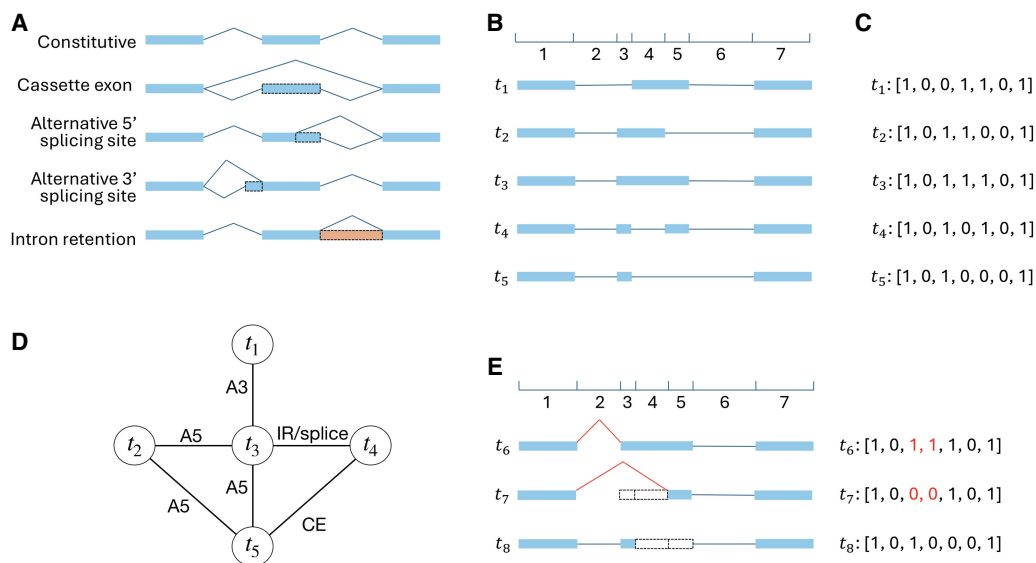 A
Constitutive
Cassette exon
Alternative 5’
splicing site
Alternative 3’
splicing site
Intron retention
B
1 2 3 4 5 6 7
t1
t2
t3
t4
t5
C
t1: [1, 0, 0, 1, 1, 0, 1]
t2: [1, 0, 1, 1, 0, 0, 1]
t3: [1, 0, 1, 1, 1, 0, 1]
t4: [1, 0, 1, 0, 1, 0, 1]
t5: [1, 0, 1, 0, 0, 0, 1]
D
t1
A3
t2 A5 t3 IR/splice t4
A5
A5
CE
t5
E
1 2 3 4 5 6 7
t6 t6: [1, 0, 1, 1, 1, 0, 1]
t7 t7: [1, 0, 0, 0, 1, 0, 1]
t8 t8: [1, 0, 1, 0, 0, 0, 1]